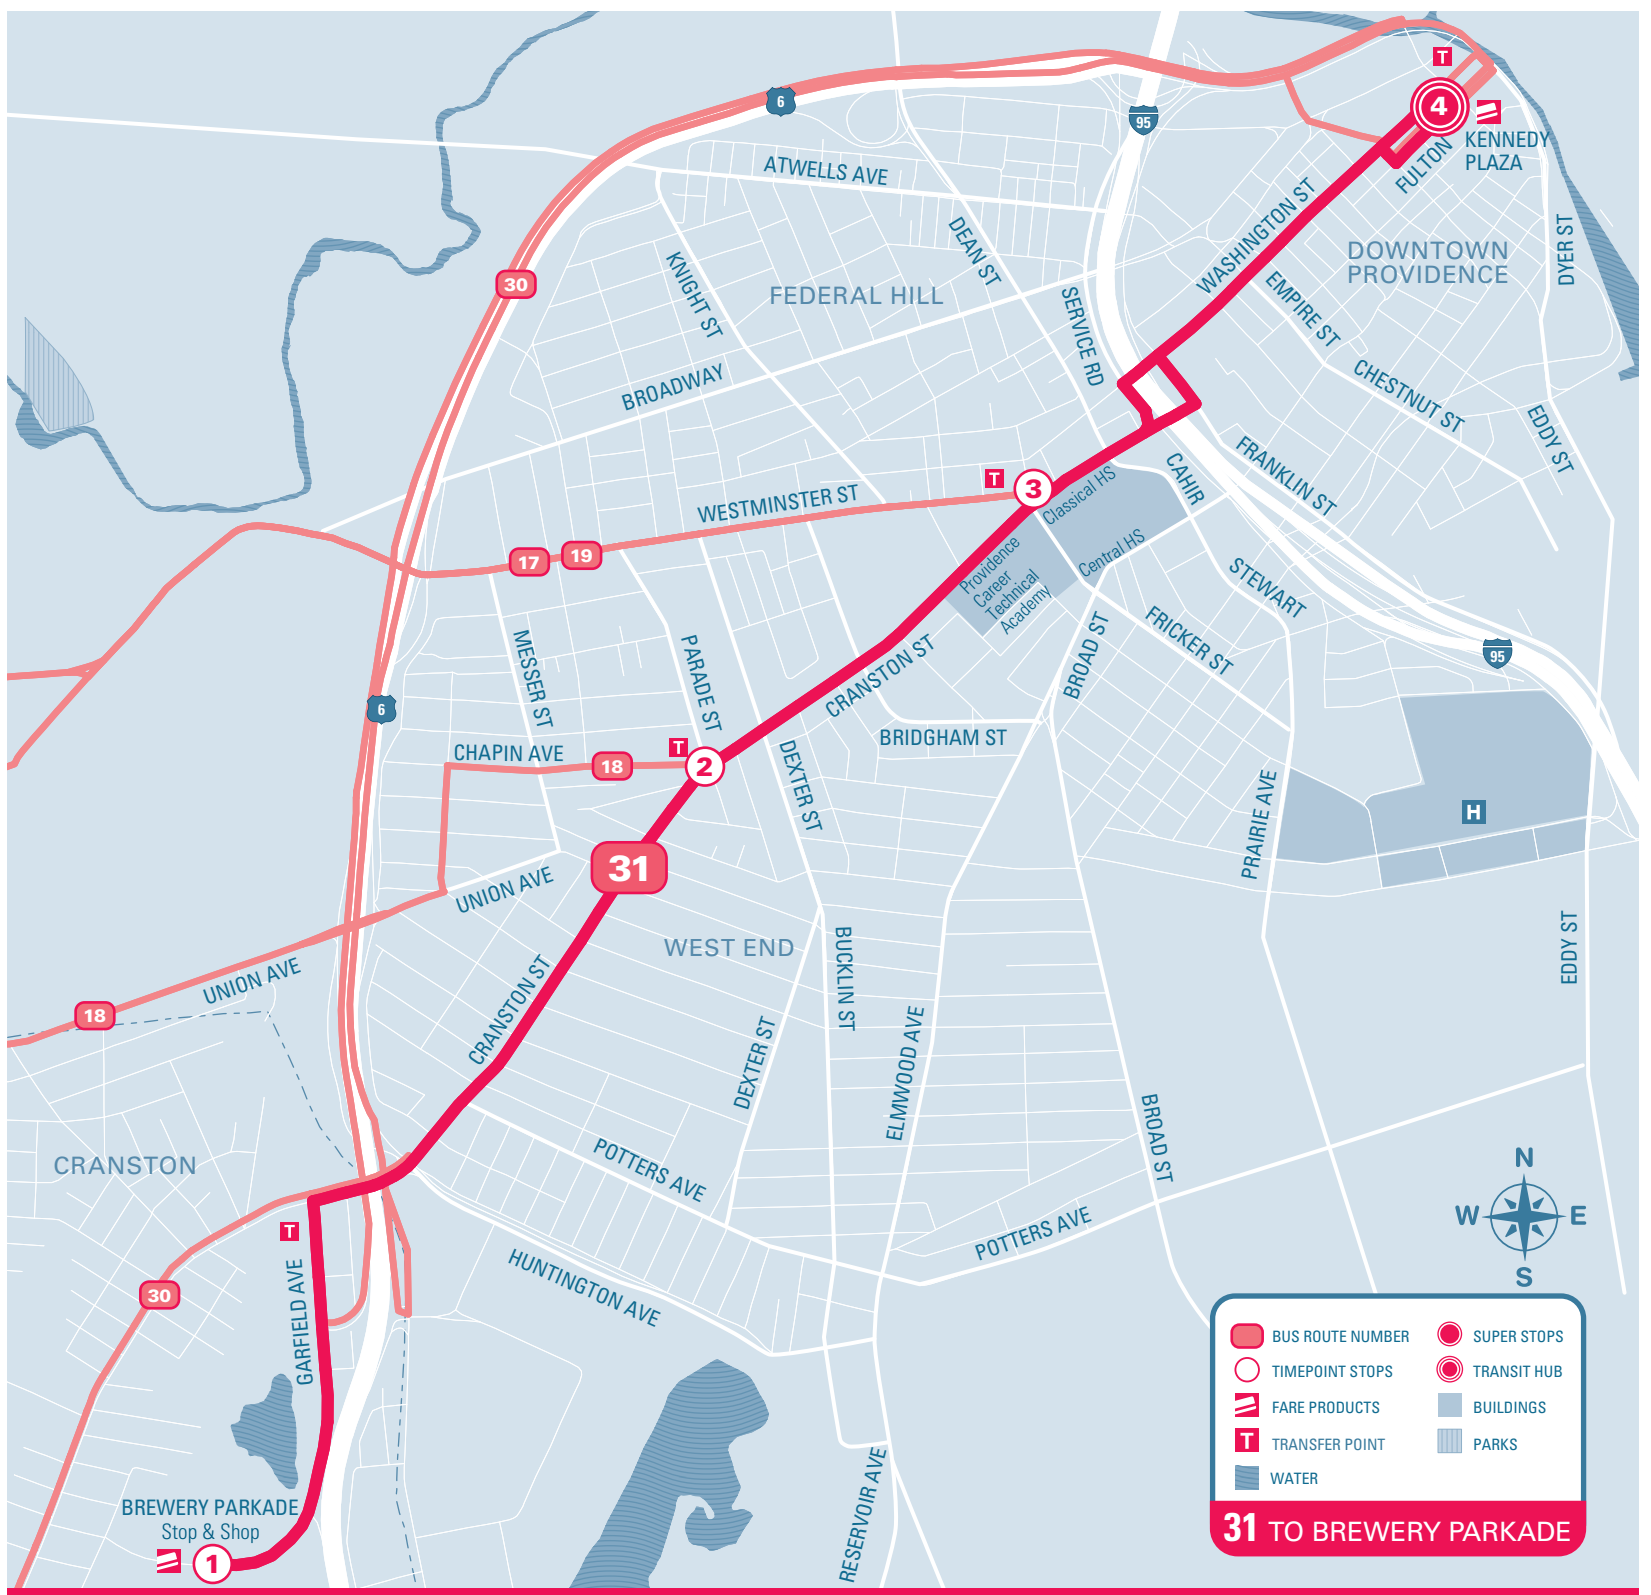 6
95
T
4
KENNEDY
PLAZA
FULTON
ATWELLS AVE
DEAN ST
WASHINGTON ST
DOWNTOWN
PROVIDENCE
DYER ST
KNIGHT ST
30
FEDERAL HILL
SERVICE RD
EMPIRE ST
BROADWAY
CHESTNUT ST
EDDY ST
FRANKLIN ST
CAHIR
T
3
Classical HS
WESTMINSTER ST
17
19
Central HS
Providence
Career
Technical
Academy
STEWART
FRICKER ST
BROAD ST
95
MESSER ST
PARADE ST
CRANSTON ST
6
CHAPIN AVE
18
T
2
BRIDGHAM ST
DEXTER ST
PRAIRIE AVE
H
31
UNION AVE
WEST END
BUCKLIN ST
EDDY ST
UNION AVE
18
CRANSTON ST
DEXTER ST
ELMWOOD AVE
BROAD ST
CRANSTON
POTTERS AVE
POTTERS AVE
N
W
E
S
T
HUNTINGTON AVE
30
GARFIELD AVE
RESERVOIR AVE
BREWERY PARKADE
Stop & Shop
1
BUS ROUTE NUMBER
SUPER STOPS
TIMEPOINT STOPS
TRANSIT HUB
FARE PRODUCTS
BUILDINGS
T
TRANSFER POINT
PARKS
WATER
31 TO BREWERY PARKADE